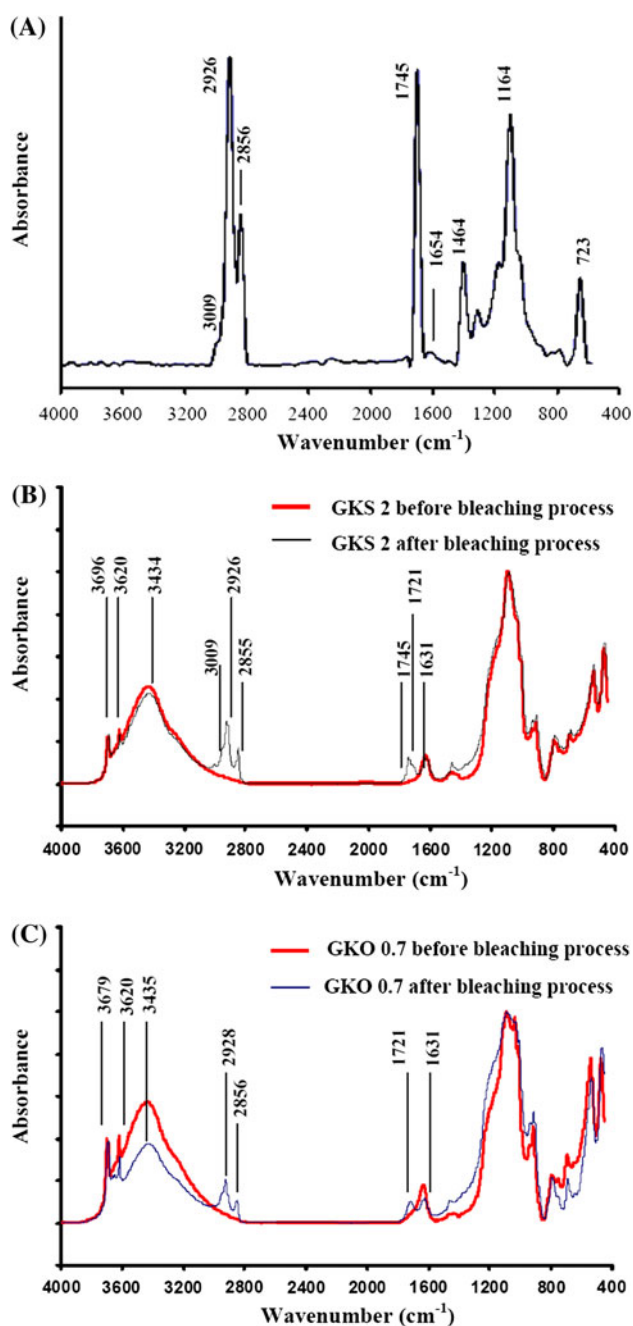 (A)
2926
2856
3009
1745
1654
1464
1164
723
Absorbance
4000 3600 3200 2800 2400 2000 1600 1200 800 400
Wavenumber (cm-1)
(B)
GKS 2 before bleaching process
GKS 2 after bleaching process
3696
3620
3434
3009
2926
2855
1745
1721
1631
Absorbance
4000 3600 3200 2800 2400 2000 1600 1200 800 400
Wavenumber (cm-1)
(C)
GKO 0.7 before bleaching process
GKO 0.7 after bleaching process
3679
3620
3435
2928
2856
1721
1631
Absorbance
4000 3600 3200 2800 2400 2000 1600 1200 800 400
Wavenumber (cm-1)